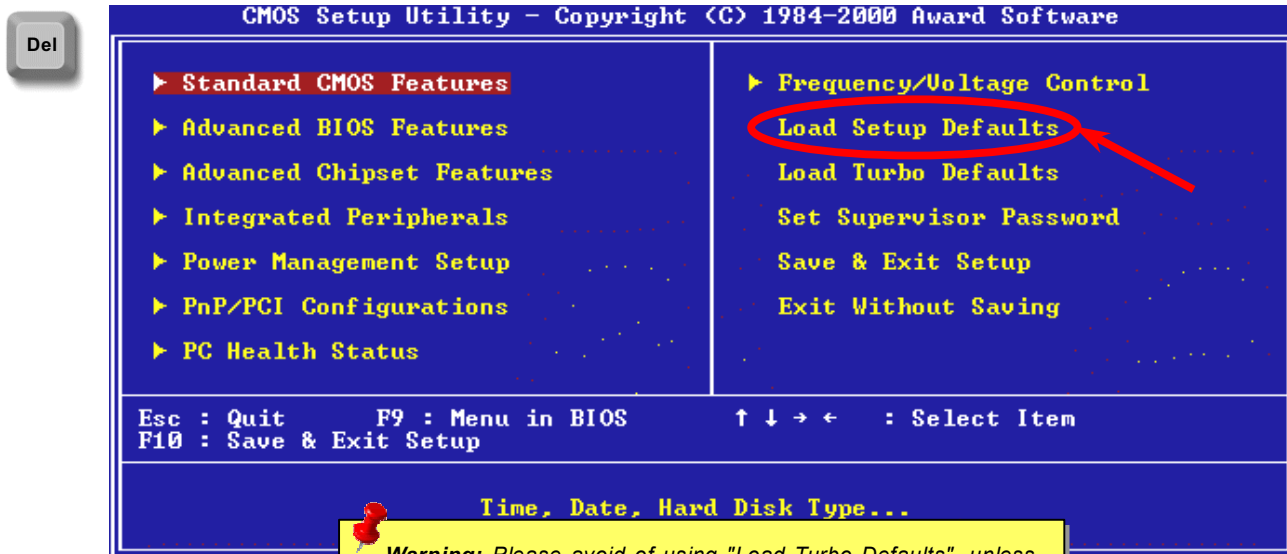 CMOS Setup Utility – Copyright (C) 1984–2000 Award Software
Del
Standard CMOS Features
Advanced BIOS Features
Advanced Chipset Features
Integrated Peripherals
Power Management Setup
PnP/PCI Configurations
PC Health Status
Frequency/Voltage Control
Load Setup Defaults
Load Turbo Defaults
Set Supervisor Password
Save & Exit Setup
Exit Without Saving
Esc : Quit F9 : Menu in BIOS ↑ ↓ → ← : Select Item
F10 : Save & Exit Setup
Time, Date, Hard Disk Type...
Warning: Please avoid of using "Load Turbo Defaults", unless